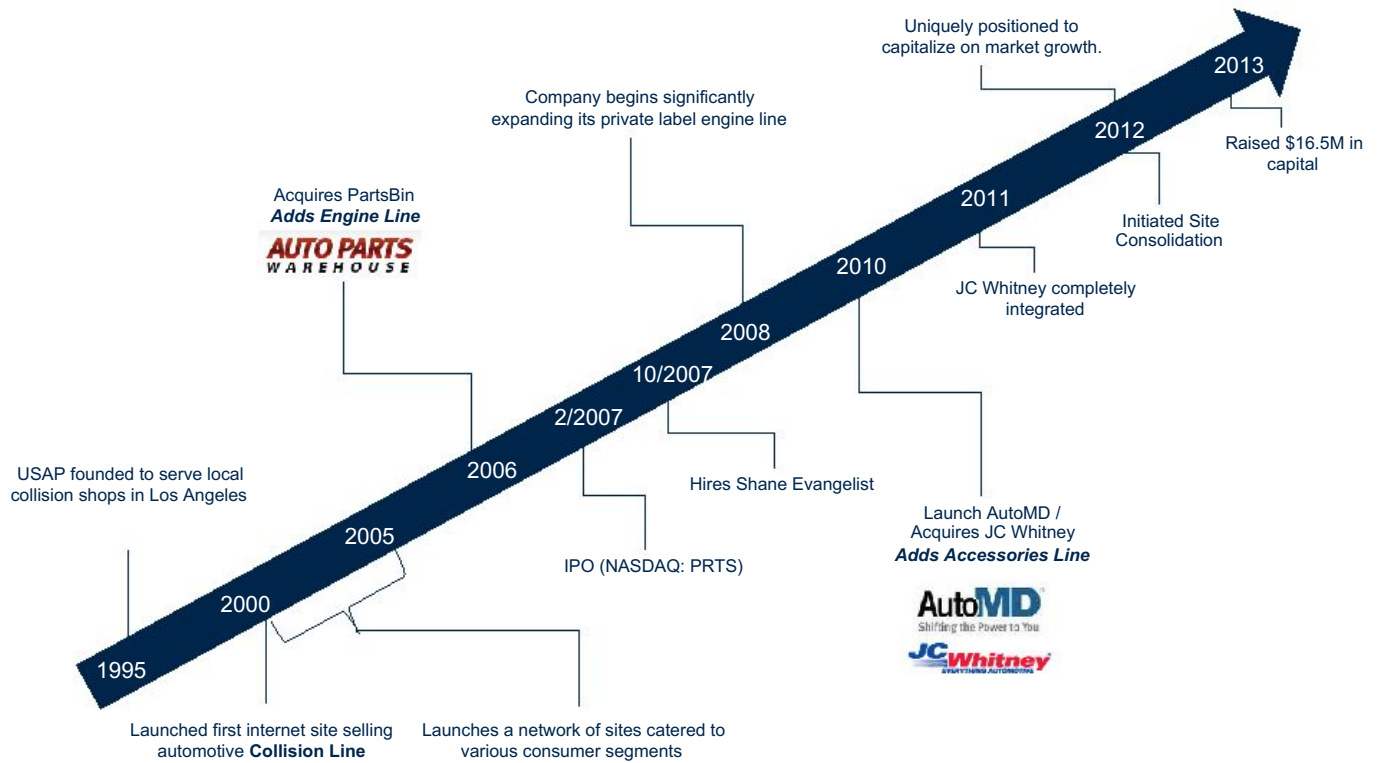 Uniquely positioned to
capitalize on market growth.
2013
Company begins significantly
expanding its private label engine line
2012
Raised $16.5M in
capital
Acquires PartsBin
Adds Engine Line
AUTO PARTS
WAREHOUSE
2011
Initiated Site
Consolidation
2010
JC Whitney completely
integrated
2008
10/2007
2/2007
2006
Hires Shane Evangelist
USAP founded to serve local
collision shops in Los Angeles
Launch AutoMD /
Acquires JC Whitney
Adds Accessories Line
2005
IPO (NASDAQ: PRTS)
2000
AutoMD
Shifting the Power to You
JC Whitney
EVERYTHING AUTOMOTIVE
1995
Launched first internet site selling
automotive Collision Line
Launches a network of sites catered to
various consumer segments